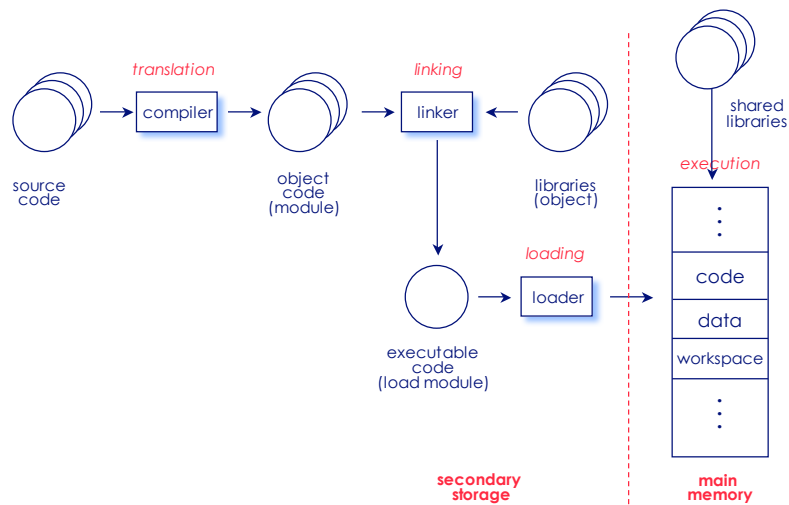 translation
linking
compiler
linker
shared
libraries
source
code
object
code
(module)
libraries
(object)
execution
loading
loader
code
data
workspace
executable
code
(load module)
secondary
storage
main
memory